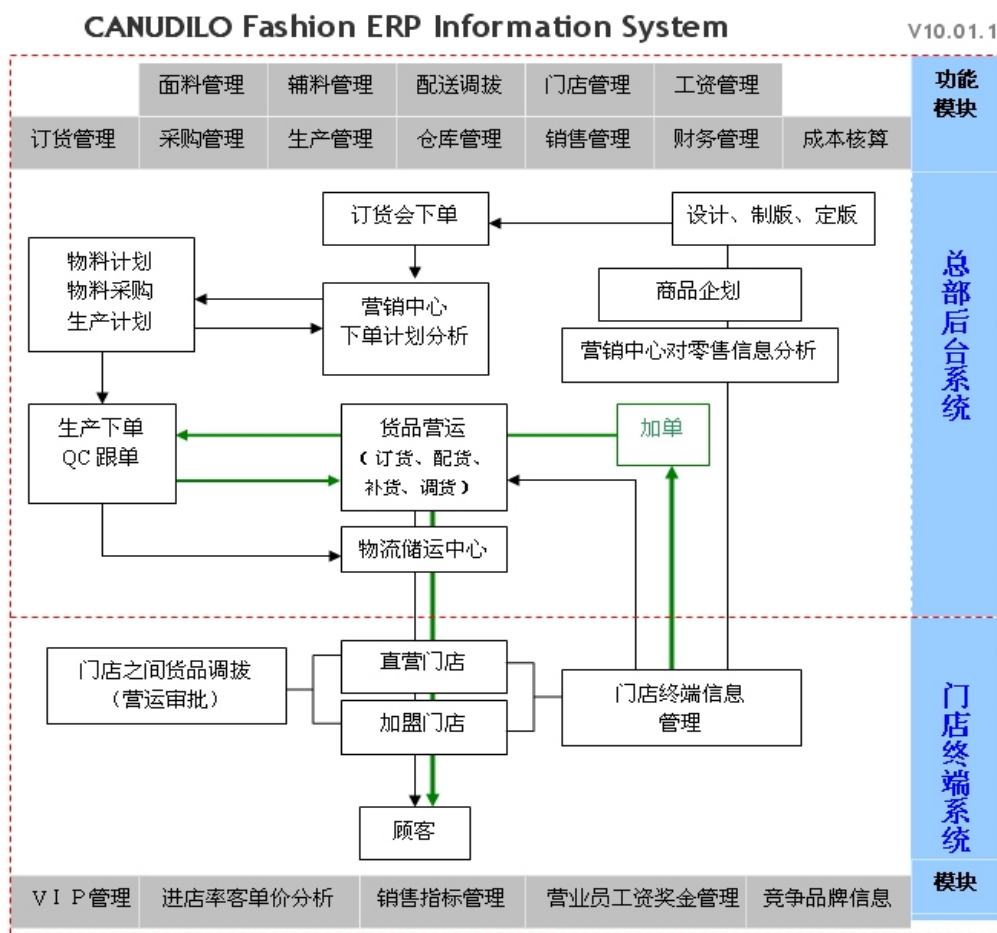 CANUDILO Fashion ERP Information System
V10.01.1
面料管理 辅料管理 配送调拔 门店管理 工资管理
功能
模块
订货管理 采购管理 生产管理 仓库管理 销售管理 财务管理 成本核算
订货会下单
设计、制版、定版
物料计划
物料采购
生产计划
营销中心
下单计划分析
商品企划
营销中心对零售信息分析
总部后台系统
生产下单
QC 跟单
货品营运
(订货、配货、
补货、调货)
加单
物流储运中心
门店之间货品调拔
(营运审批)
直营门店
加盟门店
门店终端信息
管理
门店终端系统
顾客
模块
ＶＩＰ管理 进店率客单价分析 销售指标管理 营业员工资奖金管理 竞争品牌信息